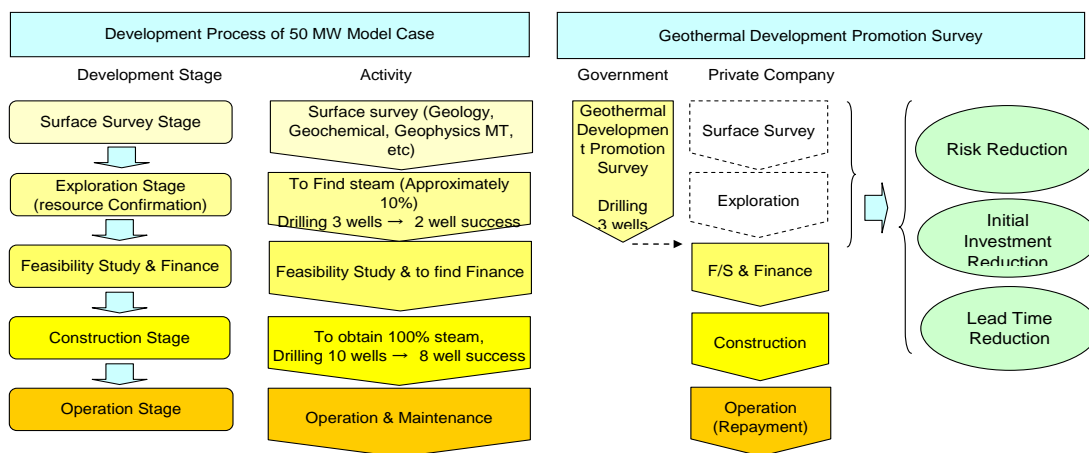 Development Process of 50 MW Model Case
Development Stage
Activity
Surface Survey Stage
Exploration Stage
(resource Confirmation)
Feasibility Study & Finance
Construction Stage
Operation Stage
Surface survey (Geology,
Geochemical, Geophysics MT,
etc)
To Find steam (Approximately
10%)
Drilling 3 wells → 2 well success
Feasibility Study & to find Finance
To obtain 100% steam,
Drilling 10 wells → 8 well success
Operation & Maintenance
Geothermal Development Promotion Survey
Government
Private Company
Geothermal
Developmen
t Promotion
Survey
Drilling
3 wells
Surface Survey
Exploration
F/S & Finance
Construction
Operation
(Repayment)
Risk Reduction
Initial
Investment
Reduction
Lead Time
Reduction